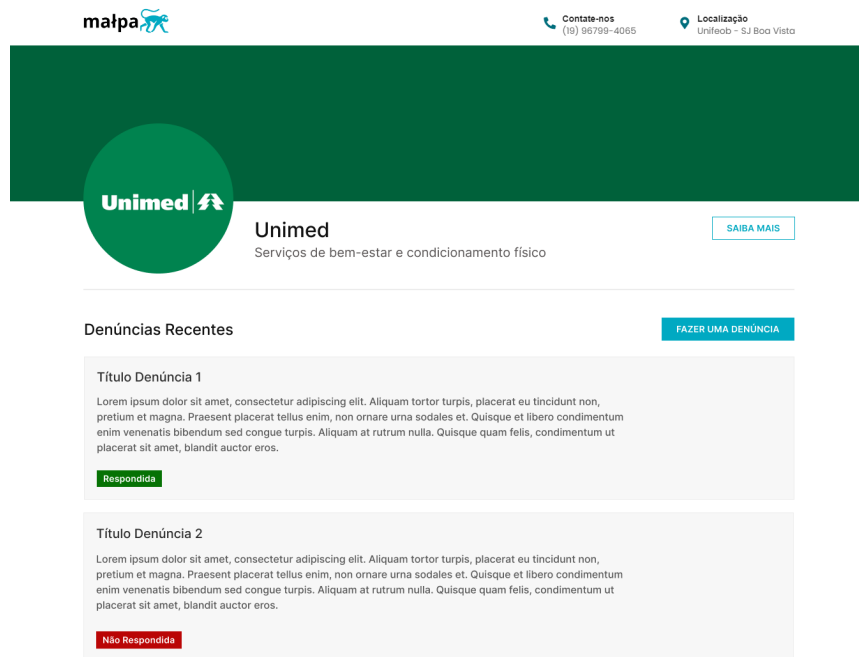 małpa
Contate-nos
(19) 96799-4065
Localização
Unifeob - SJ Boa Vista
Unimed
Unimed
Serviços de bem-estar e condicionamento físico
SAIBA MAIS
Denúncias Recentes
FAZER UMA DENÚNCIA
Título Denúncia 1
Lorem ipsum dolor sit amet, consectetur adipiscing elit. Aliquam tortor turpis, placerat eu tincidunt non,
pretium et magna. Praesent placerat tellus enim, non ornare urna sodales et. Quisque et libero condimentum
enim venenatis bibendum sed congue turpis. Aliquam at rutrum nulla. Quisque quam felis, condimentum ut
placerat sit amet, blandit auctor eros.
Respondida
Título Denúncia 2
Lorem ipsum dolor sit amet, consectetur adipiscing elit. Aliquam tortor turpis, placerat eu tincidunt non,
pretium et magna. Praesent placerat tellus enim, non ornare urna sodales et. Quisque et libero condimentum
enim venenatis bibendum sed congue turpis. Aliquam at rutrum nulla. Quisque quam felis, condimentum ut
placerat sit amet, blandit auctor eros.
Não Respondida